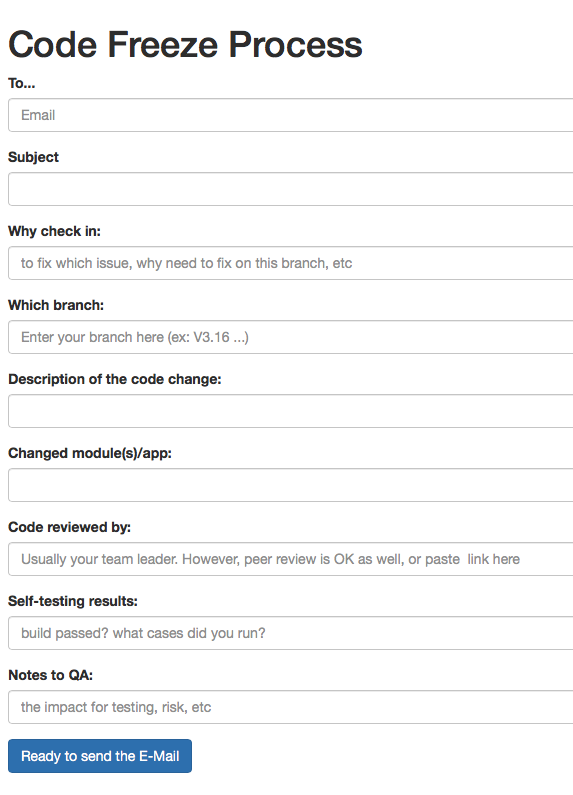 Code Freeze Process
To...
Email
Subject
Why check in:
to fix which issue, why need to fix on this branch, etc
Which branch:
Enter your branch here (ex: V3.16 ...)
Description of the code change:
Changed module(s)/app:
Code reviewed by:
Usually your team leader. However, peer review is OK as well, or paste  link here
Self-testing results:
build passed? what cases did you run?
Notes to QA:
the impact for testing, risk, etc
Ready to send the E-Mail